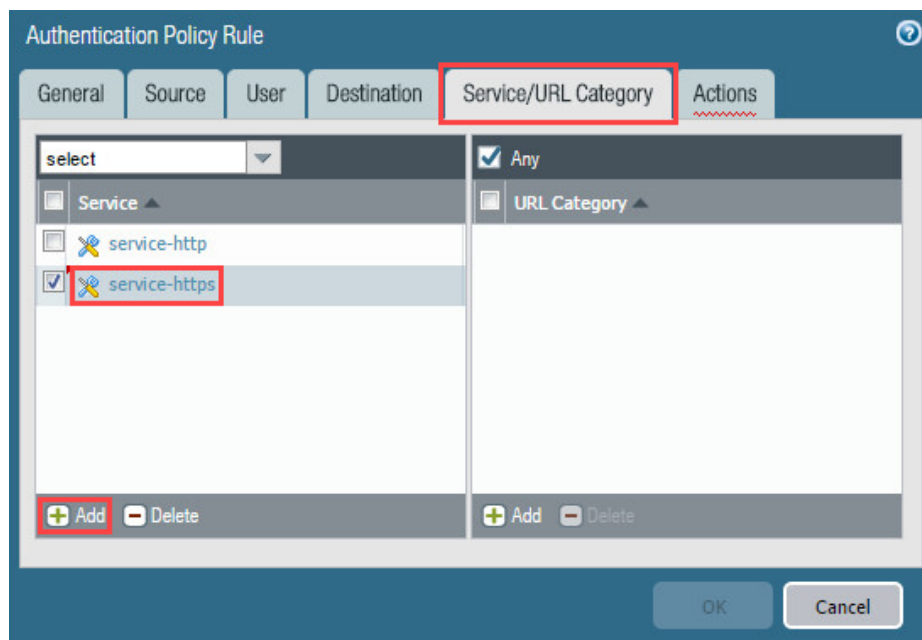 Authentication Policy Rule
General Source User Destination Service/URL Category Actions
select
Any
Service
URL Category
service-http
service-https
Add Delete
Add Delete
OK Cancel